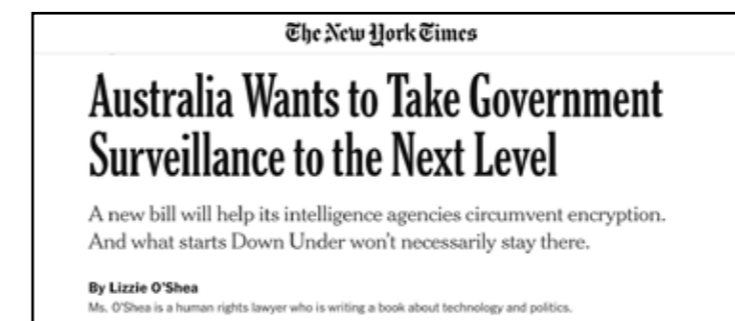 The New York Times
Australia Wants to Take Government
Surveillance to the Next Level
A new bill will help its intelligence agencies circumvent encryption.
And what starts Down Under won't necessarily stay there.
By Lizzie O'Shea
Ms. O'Shea is a human rights lawyer who is writing a book about technology and politics.